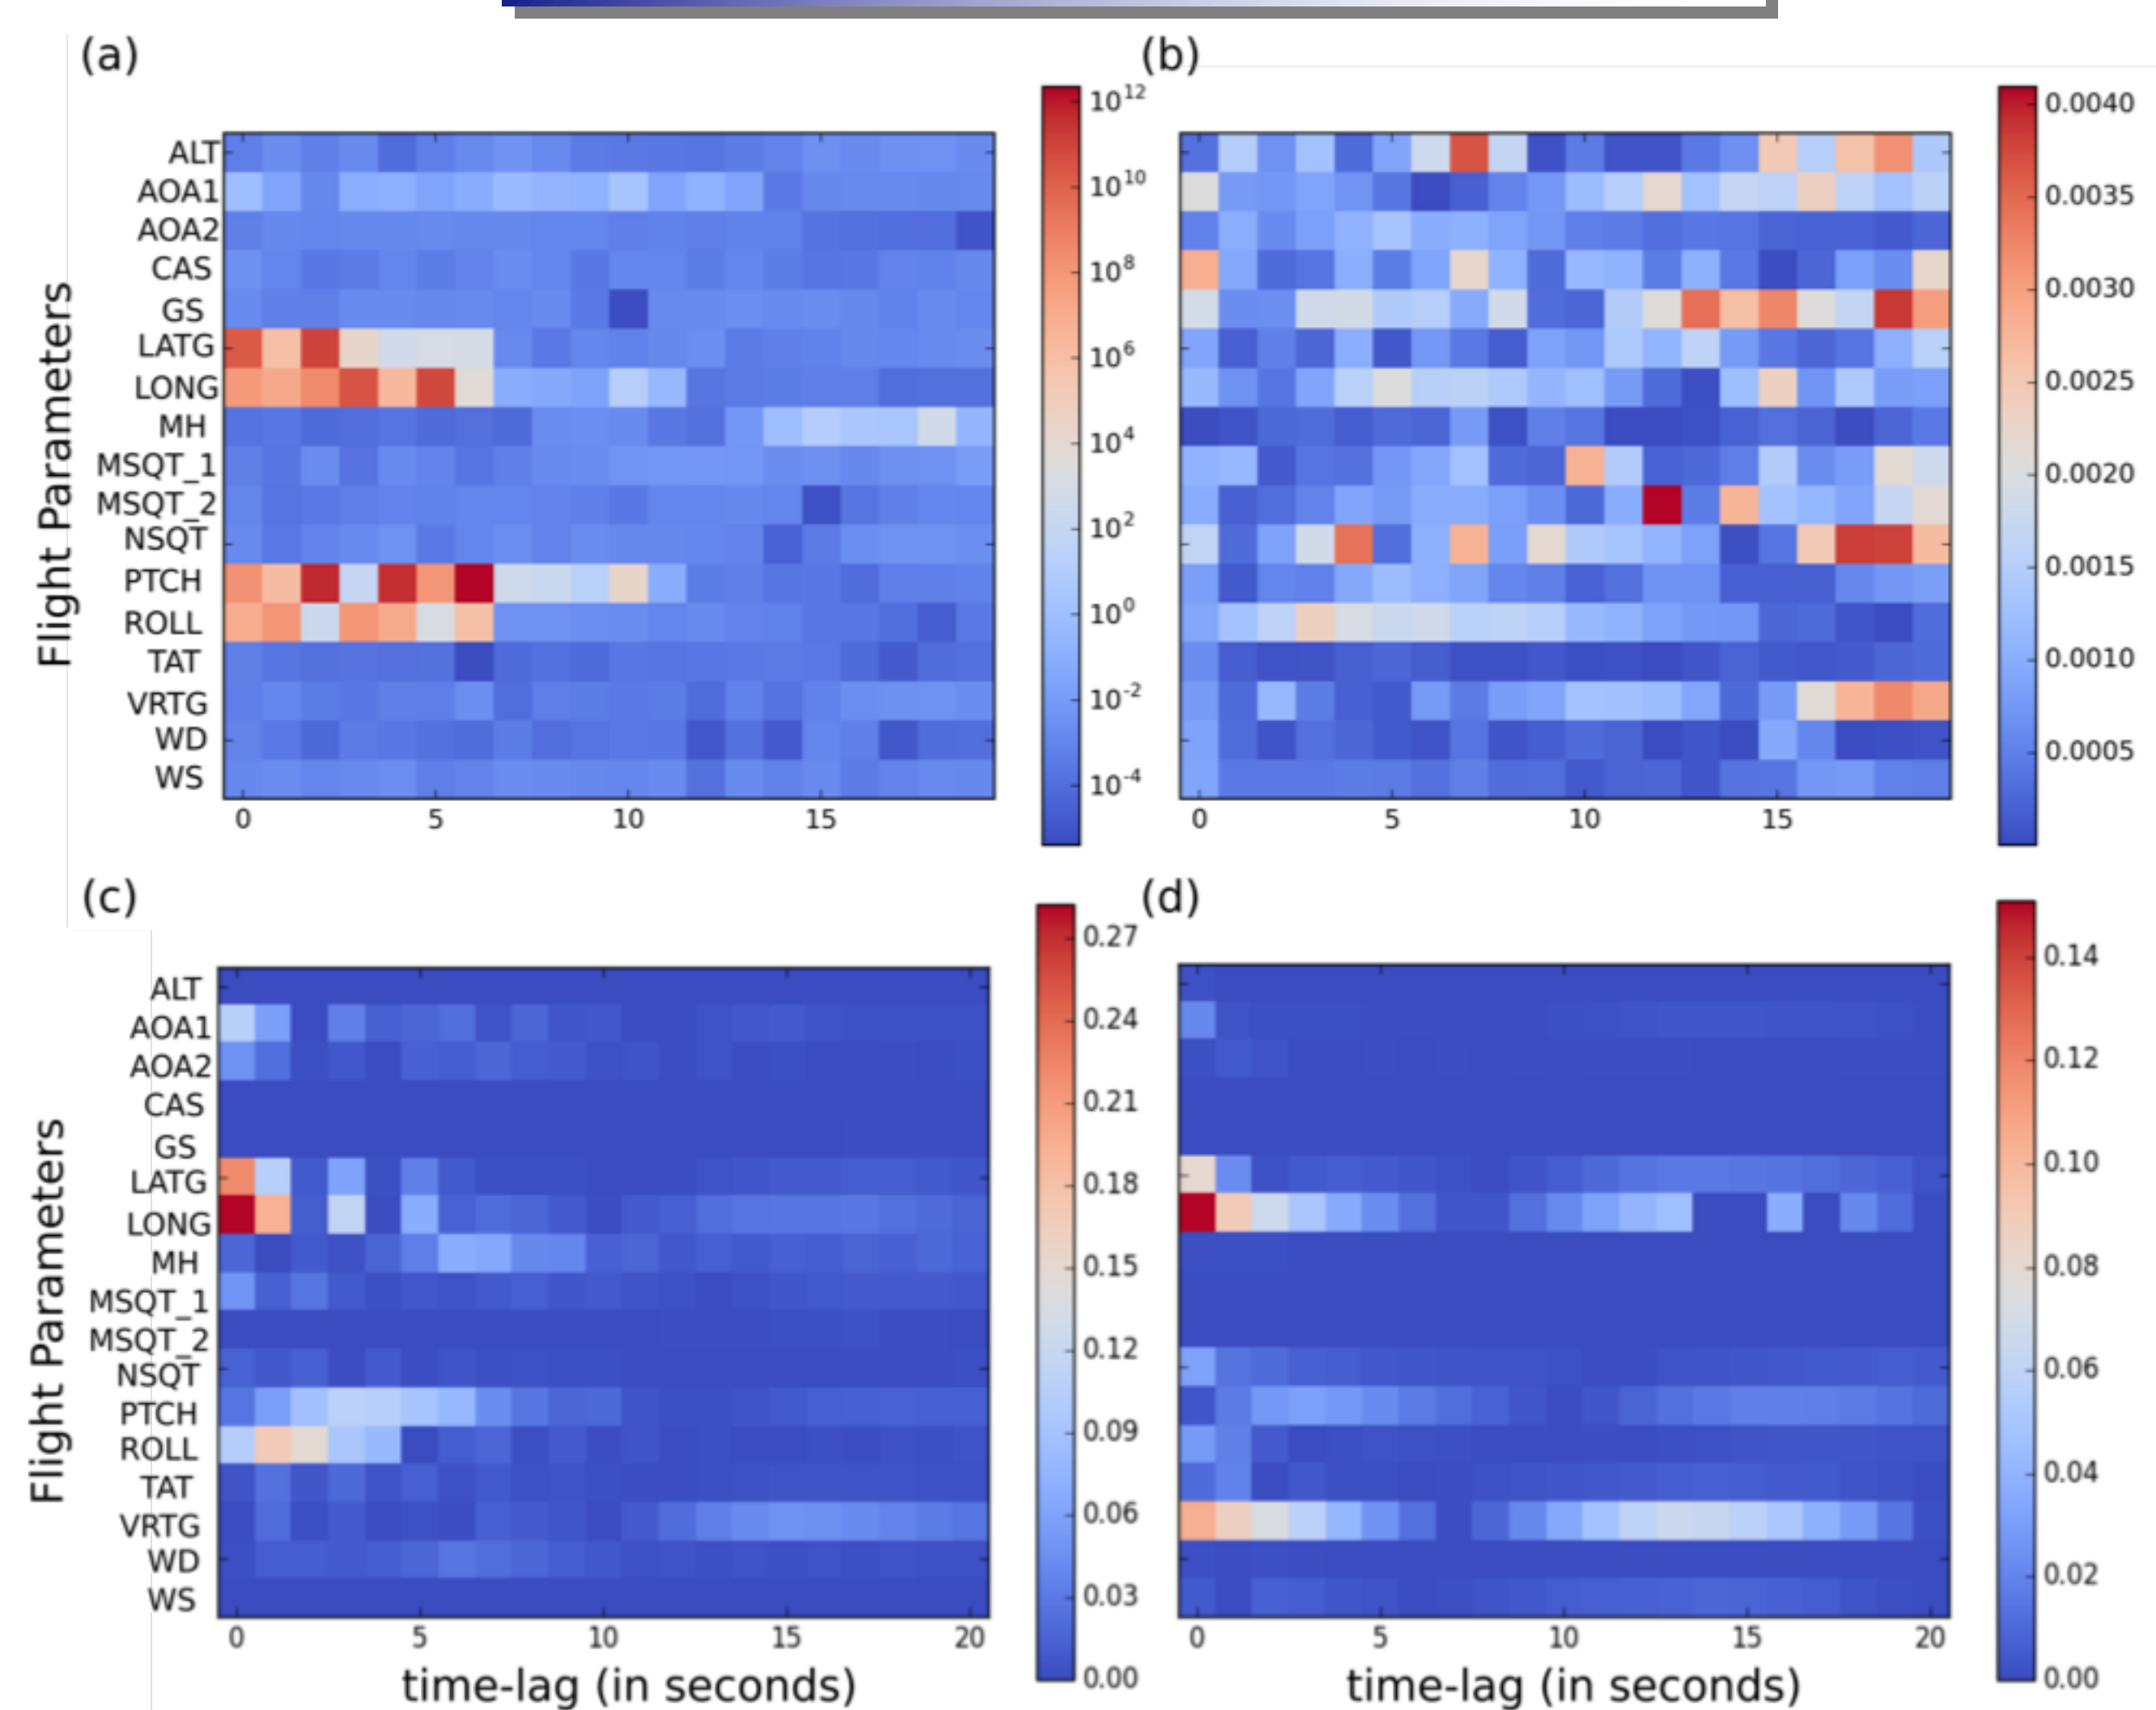 (a)
(b)
Flight Parameters
ALT
AOA1
AOA2
CAS
GS
LATG
LONG
MH
MSQT_1
MSQT_2
NSQT
PTCH
ROLL
TAT
VRTG
WD
WS
0 5 10 15
10^12
10^10
10^8
10^6
10^4
10^2
10^0
10^-2
10^-4
0 5 10 15
0.0040
0.0035
0.0030
0.0025
0.0020
0.0015
0.0010
0.0005
(c)
(d)
Flight Parameters
ALT
AOA1
AOA2
CAS
GS
LATG
LONG
MH
MSQT_1
MSQT_2
NSQT
PTCH
ROLL
TAT
VRTG
WD
WS
0 5 10 15 20
time-lag (in seconds)
0.27
0.24
0.21
0.18
0.15
0.12
0.09
0.06
0.03
0.00
0 5 10 15 20
time-lag (in seconds)
0.14
0.12
0.10
0.08
0.06
0.04
0.02
0.00